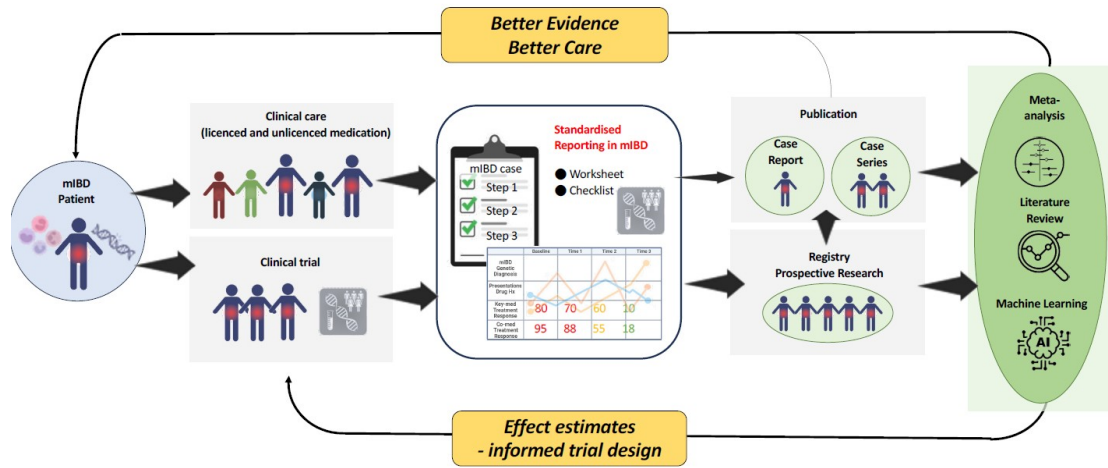 Better Evidence
Better Care
mIBD
Patient
Clinical care
(licenced and unlicenced medication)
Clinical trial
mIBD case
Step 1
Step 2
Step 3
Standardised
Reporting in mIBD
● Worksheet
● Checklist
Baseline Time 1 Time 2 Time 3
mIBD
Genetic
Diagnosis
Presentations
Drug Hx
Key-med
Treatment
Response
80 70 60 10
Co-med
Treatment
Response
95 88 55 18
Publication
Case
Report
Case
Series
Registry
Prospective Research
Meta-
analysis
Literature
Review
Machine Learning
AI
Effect estimates
- informed trial design